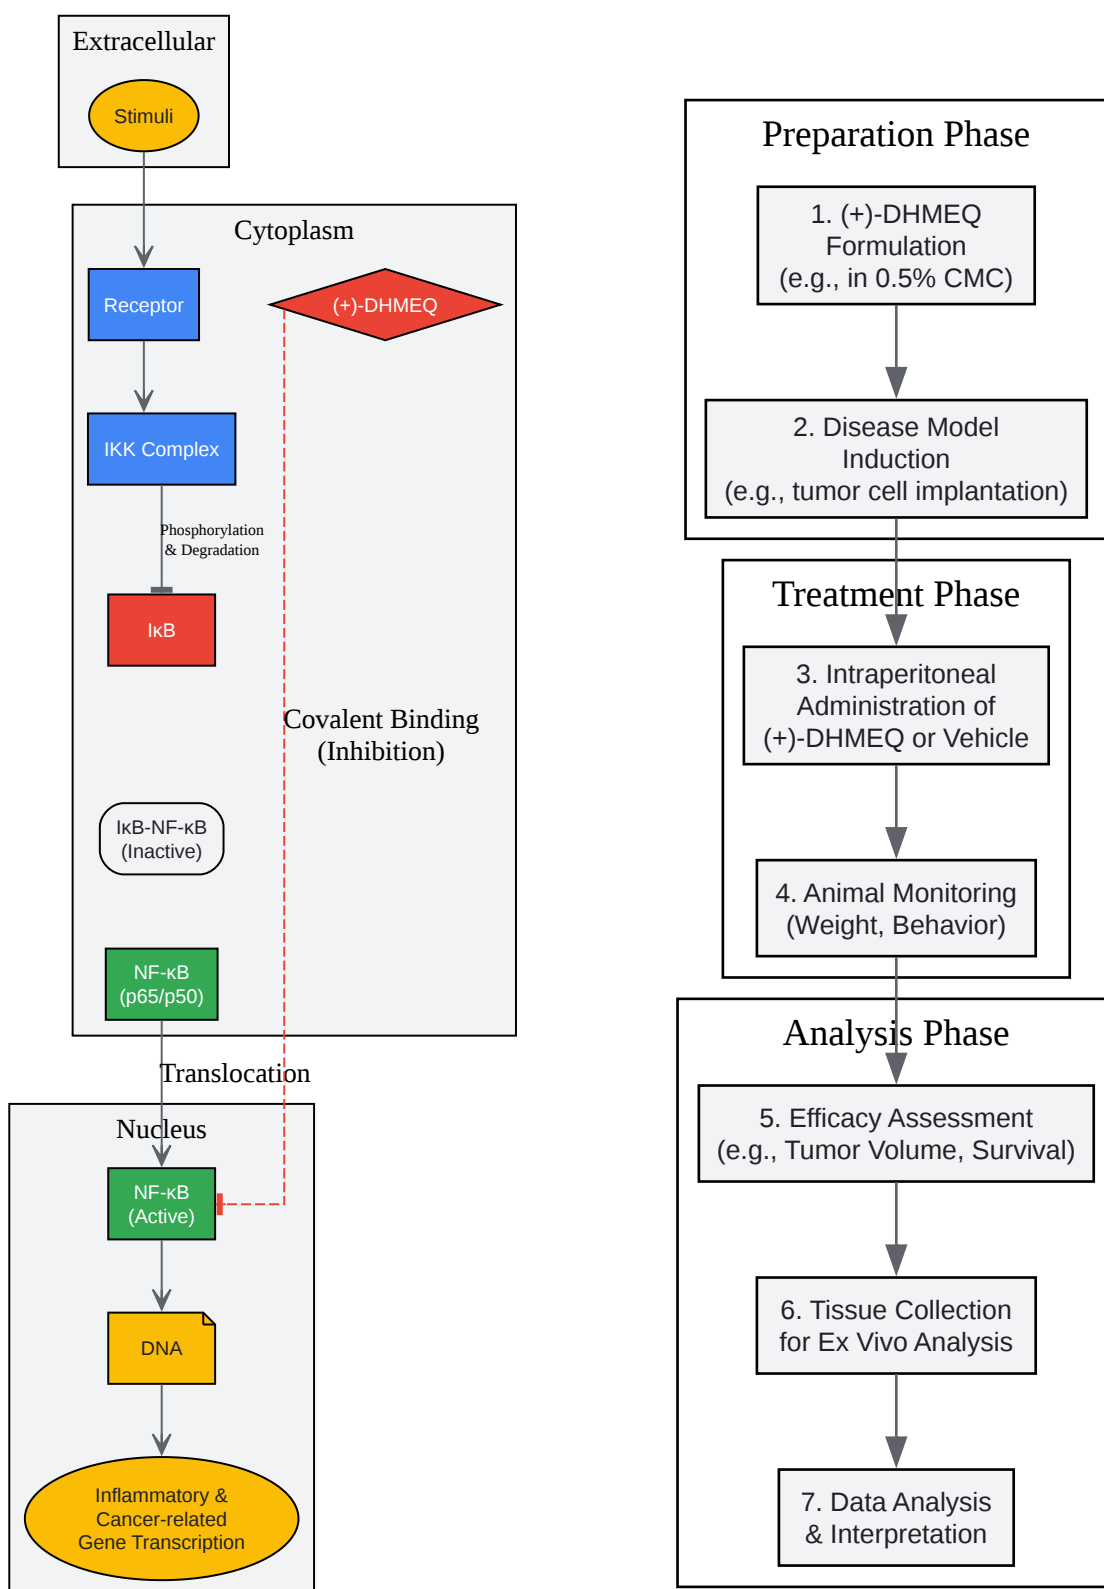 Extracellular
Stimuli
Cytoplasm
Receptor
(+)-DHMEQ
IKK Complex
Phosphorylation
& Degradation
IκB
Covalent Binding
(Inhibition)
IκB-NF-κB
(Inactive)
NF-κB
(p65/p50)
Translocation
Nucleus
NF-κB
(Active)
DNA
Inflammatory &
Cancer-related
Gene Transcription
Preparation Phase
1. (+)-DHMEQ
Formulation
(e.g., in 0.5% CMC)
2. Disease Model
Induction
(e.g., tumor cell implantation)
Treatment Phase
3. Intraperitoneal
Administration of
(+)-DHMEQ or Vehicle
4. Animal Monitoring
(Weight, Behavior)
Analysis Phase
5. Efficacy Assessment
(e.g., Tumor Volume, Survival)
6. Tissue Collection
for Ex Vivo Analysis
7. Data Analysis
& Interpretation